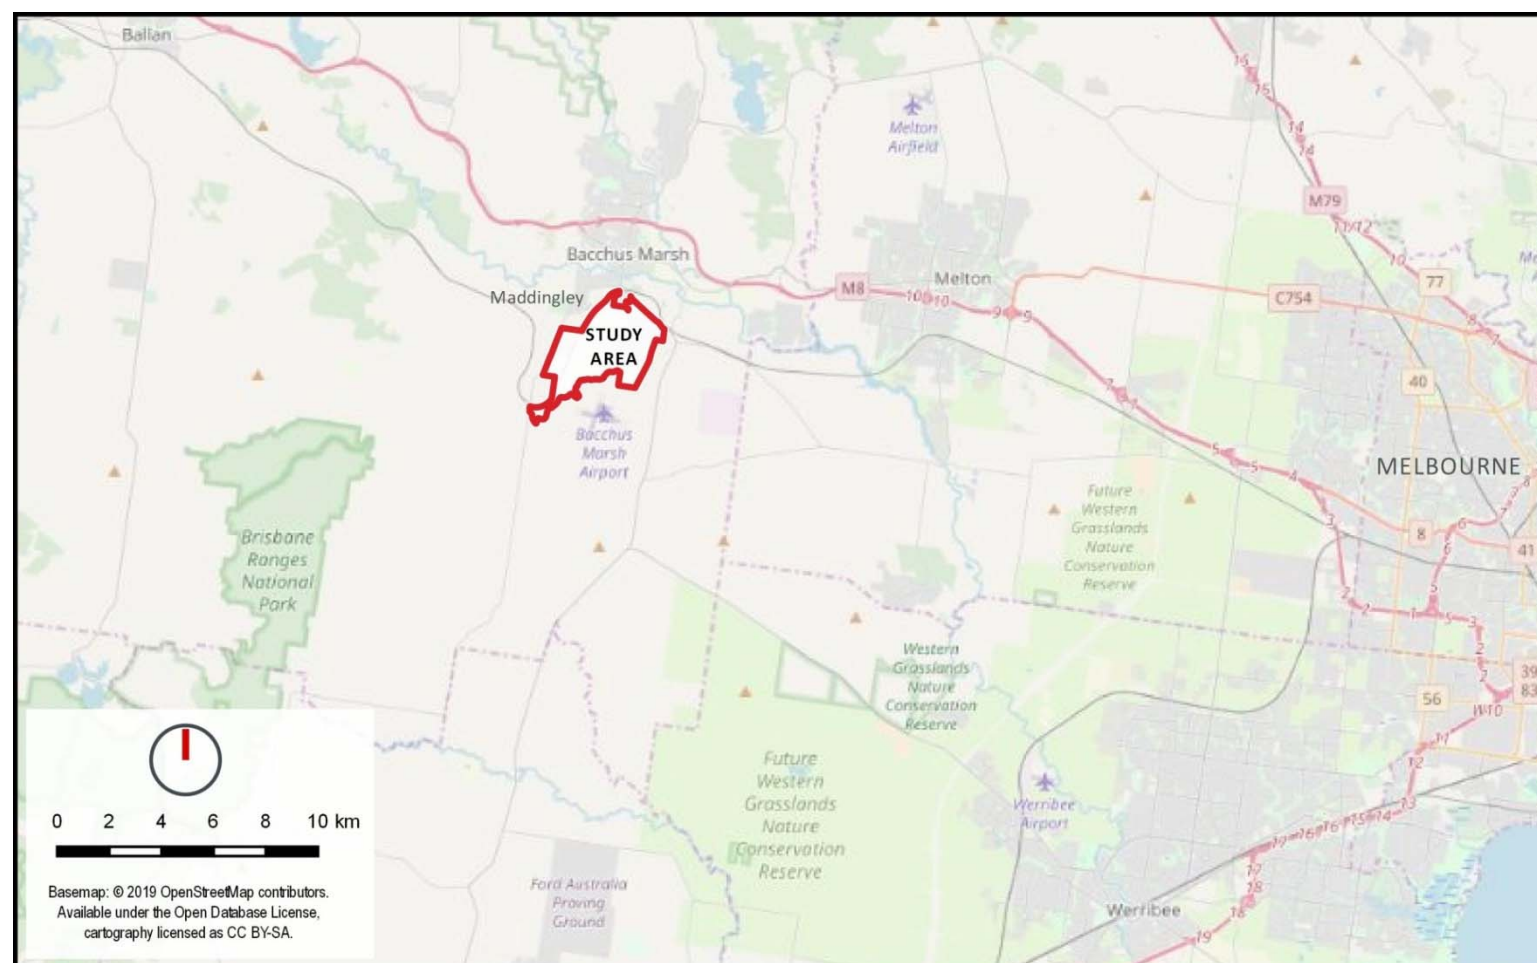 Ballan
Melton
Airfield
M79
Bacchus Marsh
M8
Melton
C754
77
Maddingley
STUDY
AREA
40
Bacchus
Marsh
Airport
MELBOURNE
Future
Western
Grasslands
Nature
Conservation
Reserve
Brisbane
Ranges
National
Park
8
41
Western
Grasslands
Nature
Conservation
Reserve
56
Future
Western
Grasslands
Nature
Conservation
Reserve
Werribee
Airport
0 2 4 6 8 10 km
Ford Australia
Proving
Ground
Basemap: © 2019 OpenStreetMap contributors.
Available under the Open Database License,
cartography licensed as CC BY-SA.
Werribee